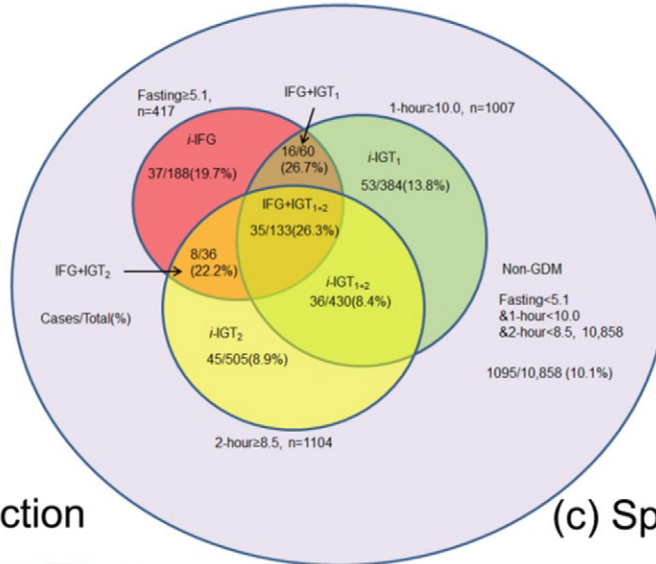 Fasting≥5.1,
n=417
IFG+IGT₁
1-hour≥10.0, n=1007
i-IFG
37/188(19.7%)
16/60
(26.7%)
i-IGT₁
53/384(13.8%)
IFG+IGT₁₊₂
35/133(26.3%)
8/36
(22.2%)
IFG+IGT₂
i-IGT₁₊₂
36/430(8.4%)
Non-GDM
Fasting<5.1
&1-hour<10.0
&2-hour<8.5, 10,858
1095/10,858 (10.1%)
Cases/Total(%)
i-IGT₂
45/505(8.9%)
2-hour≥8.5, n=1104
ction
(c) Sp